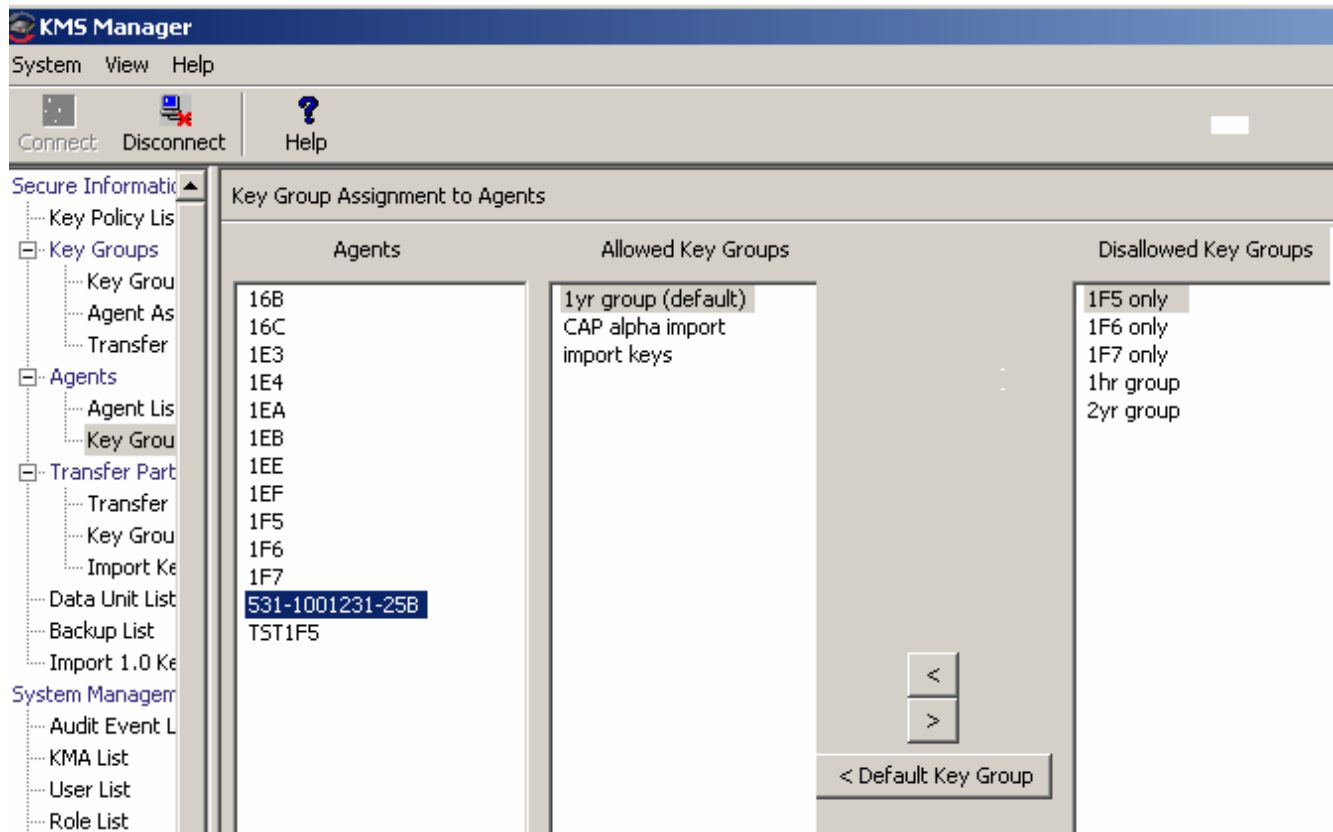 KMS Manager
System View Help
Connect Disconnect Help
Secure Informatic
Key Policy Lis
Key Groups
Key Grou
Agent As
Transfer
Agents
Agent Lis
Key Grou
Transfer Part
Transfer
Key Grou
Import Ke
Data Unit List
Backup List
Import 1.0 Ke
System Managem
Audit Event L
KMA List
User List
Role List
Key Group Assignment to Agents
Agents
16B
16C
1E3
1E4
1EA
1EB
1EE
1EF
1F5
1F6
1F7
531-1001231-25B
TST1F5
Allowed Key Groups
1yr group (default)
CAP alpha import
import keys
<
>
< Default Key Group
Disallowed Key Groups
1F5 only
1F6 only
1F7 only
1hr group
2yr group